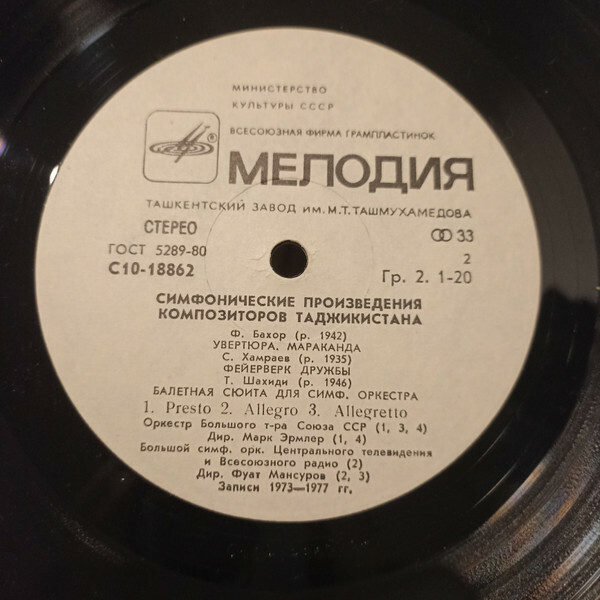 МИНИСТЕРСТВО
КУЛЬТУРЫ СССР
ВСЕСОЮЗНАЯ ФИРМА ГРАМПЛАСТИНОК
® МЕЛОДИЯ
ТАШКЕНТСКИЙ ЗАВОД ИМ. М.Т. ТАШМУХАМЕДОВА
СТЕРЕО 33
ГОСТ 5289-80 2
С10-18862 Гр. 2. 1-20
СИМФОНИЧЕСКИЕ ПРОИЗВЕДЕНИЯ
КОМПОЗИТОРОВ ТАДЖИКИСТАНА
Ф. Бахор (р. 1942)
УВЕРТЮРА. МАРАКАНДА
С. Хамраев (р. 1935)
ФЕЙЕРВЕРК ДРУЖБЫ
Т. Шахиди (р. 1946)
БАЛЕТНАЯ СЮИТА ДЛЯ СИМФ. ОРКЕСТРА
1. Presto 2. Allegro 3. Allegretto
Оркестр Большого т-ра Союза ССР (1, 3, 4)
Дир. Марк Эрмлер (1, 4)
Большой симф. орк. Центрального телевидения
и Всесоюзного радио (2)
Дир. Фуат Мансуров (2, 3)
Записи 1973—1977 гг.